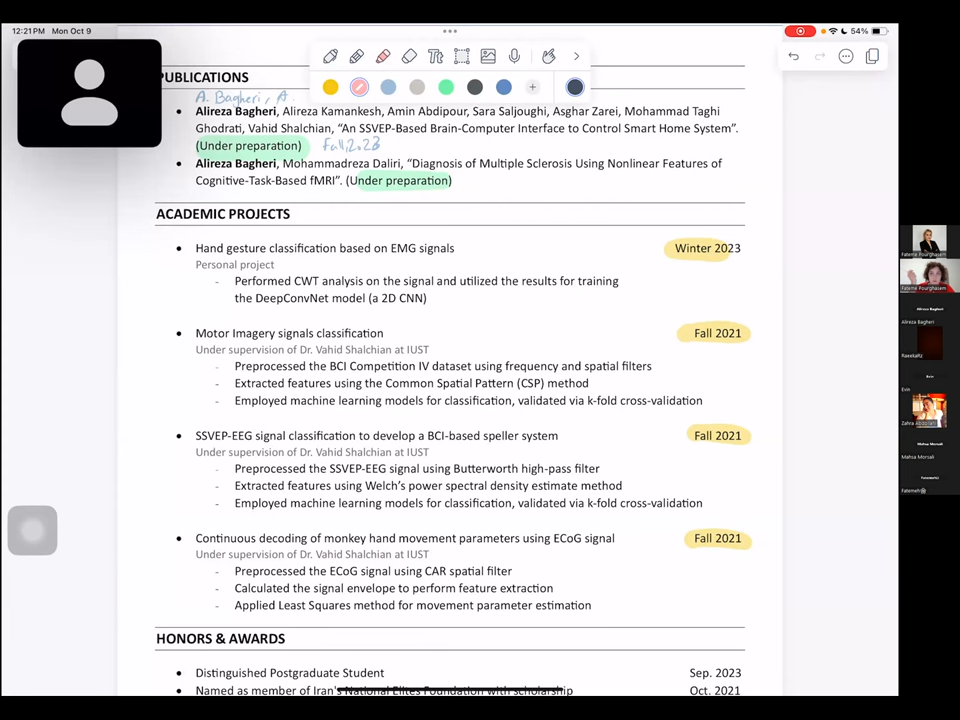 12:21 PM Mon Oct 9
54%
PUBLICATIONS
A. Bagheri, A.
• Alireza Bagheri, Alireza Kamankesh, Amin Abdipour, Sara Saljoughi, Asghar Zarei, Mohammad Taghi
Ghodrati, Vahid Shalchian, “An SSVEP-Based Brain-Computer Interface to Control Smart Home System”.
(Under preparation) Fall, 2023
• Alireza Bagheri, Mohammadreza Daliri, “Diagnosis of Multiple Sclerosis Using Nonlinear Features of
Cognitive-Task-Based fMRI”. (Under preparation)
ACADEMIC PROJECTS
• Hand gesture classification based on EMG signals Winter 2023
Personal project
- Performed CWT analysis on the signal and utilized the results for training
the DeepConvNet model (a 2D CNN)
• Motor Imagery signals classification Fall 2021
Under supervision of Dr. Vahid Shalchian at IUST
- Preprocessed the BCI Competition IV dataset using frequency and spatial filters
- Extracted features using the Common Spatial Pattern (CSP) method
- Employed machine learning models for classification, validated via k-fold cross-validation
• SSVEP-EEG signal classification to develop a BCI-based speller system Fall 2021
Under supervision of Dr. Vahid Shalchian at IUST
- Preprocessed the SSVEP-EEG signal using Butterworth high-pass filter
- Extracted features using Welch’s power spectral density estimate method
- Employed machine learning models for classification, validated via k-fold cross-validation
• Continuous decoding of monkey hand movement parameters using ECoG signal Fall 2021
Under supervision of Dr. Vahid Shalchian at IUST
- Preprocessed the ECoG signal using CAR spatial filter
- Calculated the signal envelope to perform feature extraction
- Applied Least Squares method for movement parameter estimation
HONORS & AWARDS
• Distinguished Postgraduate Student Sep. 2023
• Named as member of Iran's National Elites Foundation with scholarship Oct. 2021
Fateme Pourghasem
Fateme Pourghasem
Alireza Bagheri
Alireza Bagheri
Evin
Zahra Abdollahi
Mahsa Morsali
Mahsa Morsali